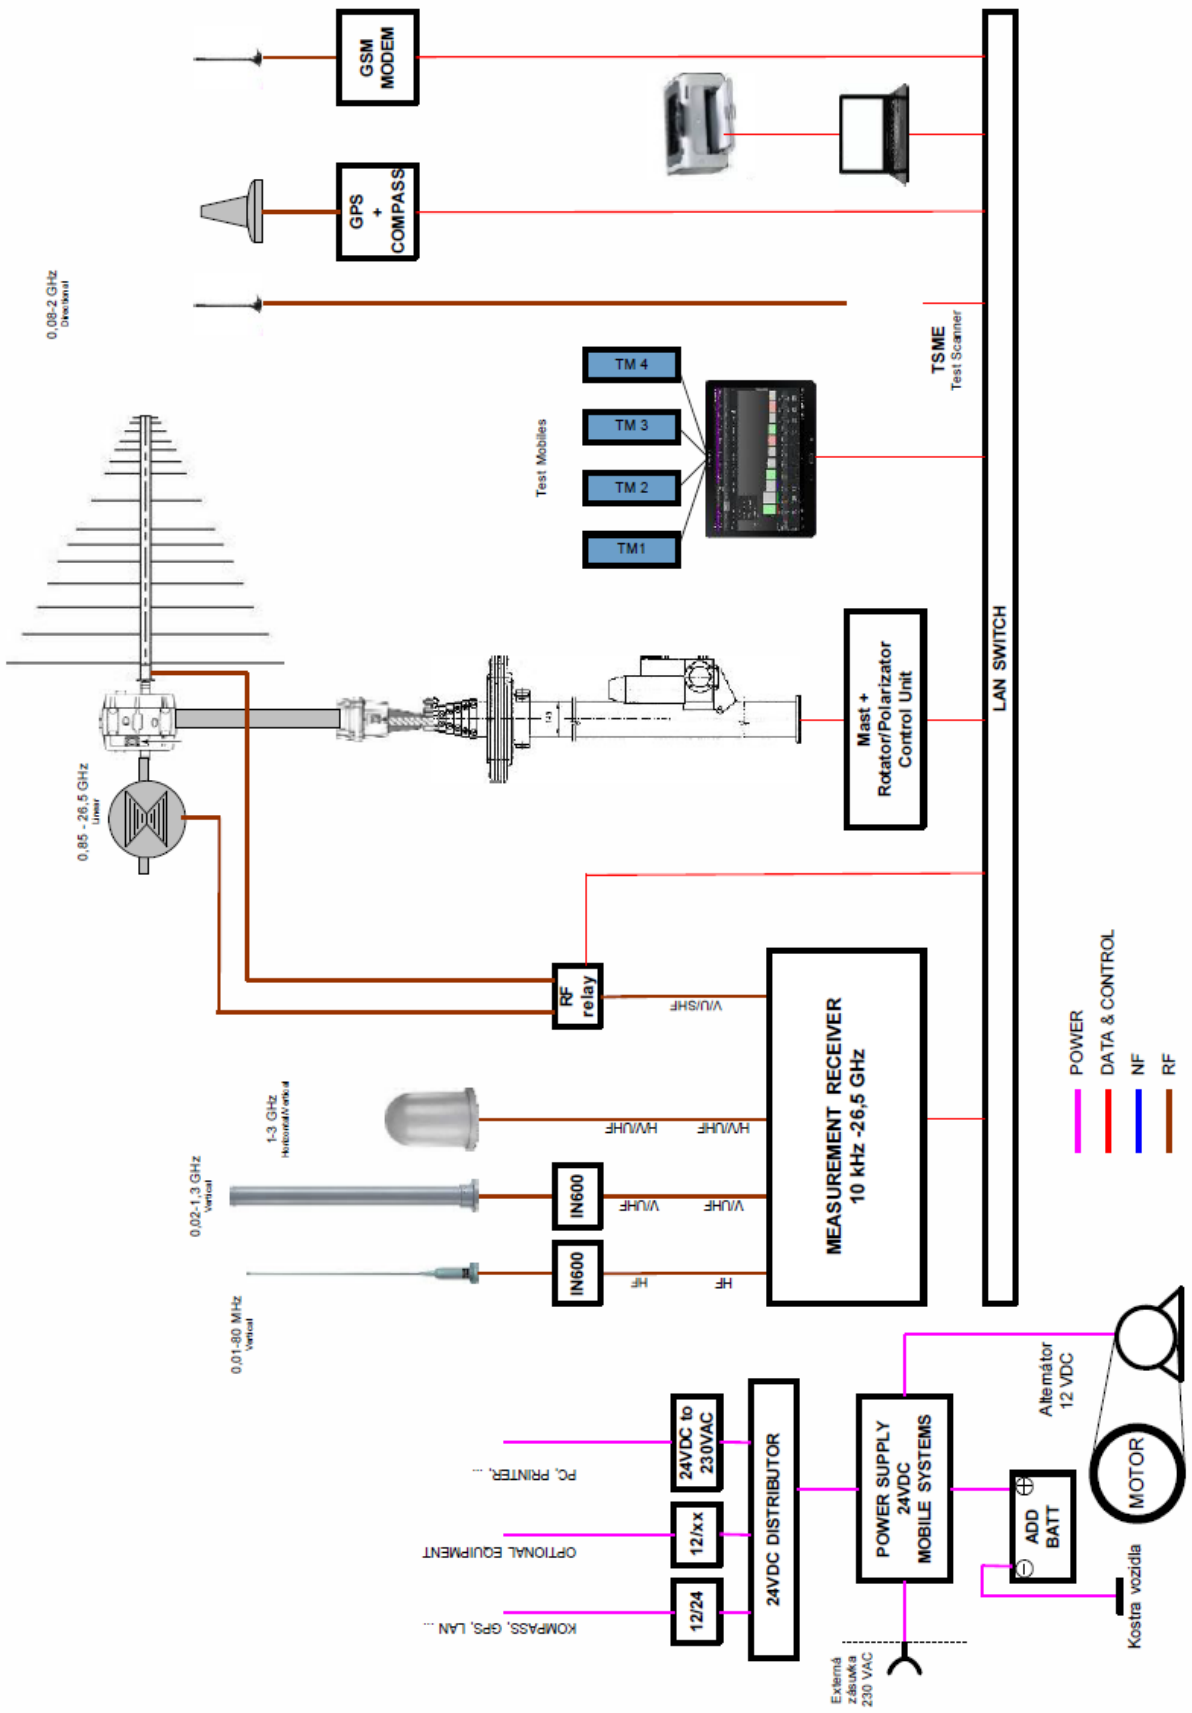 0,01-80 MHz
Vertical
0,02-1,3 GHz
Vertical
1-3 GHz
Horizontal/Vertical
0,85 - 26,5 GHz
Linear
0,08-2 GHz
Directional
GSM
MODEM
GPS
+
COMPASS
TSME
Test Scanner
Test Mobiles
TM1
TM 2
TM 3
TM 4
Mast +
Rotator/Polarizator
Control Unit
RF
relay
V/U/SHF
IN600
IN600
HF
HF
V/UHF
V/UHF
HV/UHF
HV/UHF
MEASUREMENT RECEIVER
10 kHz -26,5 GHz
LAN SWITCH
KOMPASS, GPS, LAN ...
OPTIONAL EQUIPMENT
PC, PRINTER, ...
12/24
12/xx
24VDC to
230VAC
24VDC DISTRIBUTOR
POWER SUPPLY
24VDC
MOBILE SYSTEMS
Externá
zásuvka
230 VAC
ADD
BATT
Kostra vozidla
Alternátor
12 VDC
MOTOR
POWER
DATA & CONTROL
NF
RF